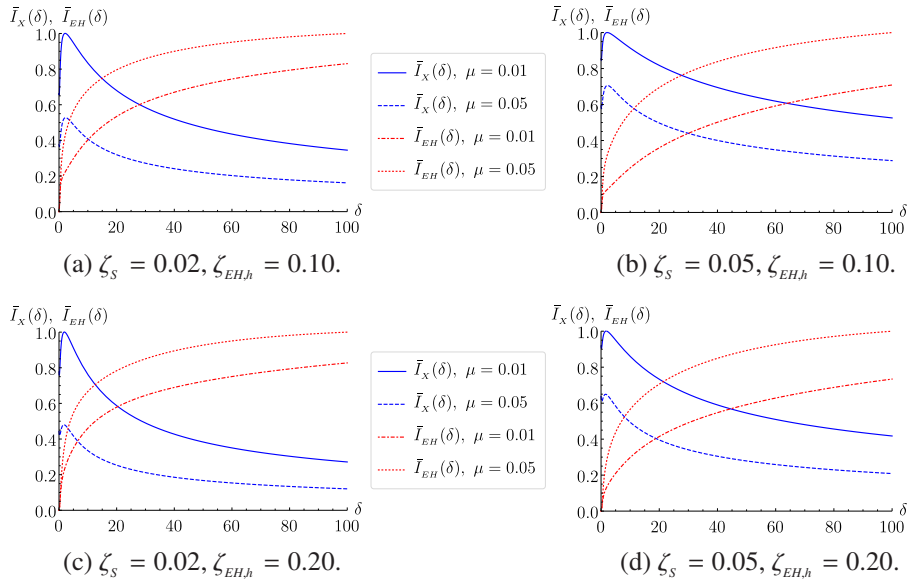 Ī_X(δ), Ī_EH(δ)
1.0
0.8
0.6
0.4
0.2
0.0
0 20 40 60 80 100
δ
(a) ζ_S = 0.02, ζ_EH,h = 0.10.
Ī_X(δ), μ = 0.01
Ī_X(δ), μ = 0.05
Ī_EH(δ), μ = 0.01
Ī_EH(δ), μ = 0.05
Ī_X(δ), Ī_EH(δ)
1.0
0.8
0.6
0.4
0.2
0.0
0 20 40 60 80 100
δ
(b) ζ_S = 0.05, ζ_EH,h = 0.10.
Ī_X(δ), Ī_EH(δ)
1.0
0.8
0.6
0.4
0.2
0.0
0 20 40 60 80 100
δ
(c) ζ_S = 0.02, ζ_EH,h = 0.20.
Ī_X(δ), μ = 0.01
Ī_X(δ), μ = 0.05
Ī_EH(δ), μ = 0.01
Ī_EH(δ), μ = 0.05
Ī_X(δ), Ī_EH(δ)
1.0
0.8
0.6
0.4
0.2
0.0
0 20 40 60 80 100
δ
(d) ζ_S = 0.05, ζ_EH,h = 0.20.